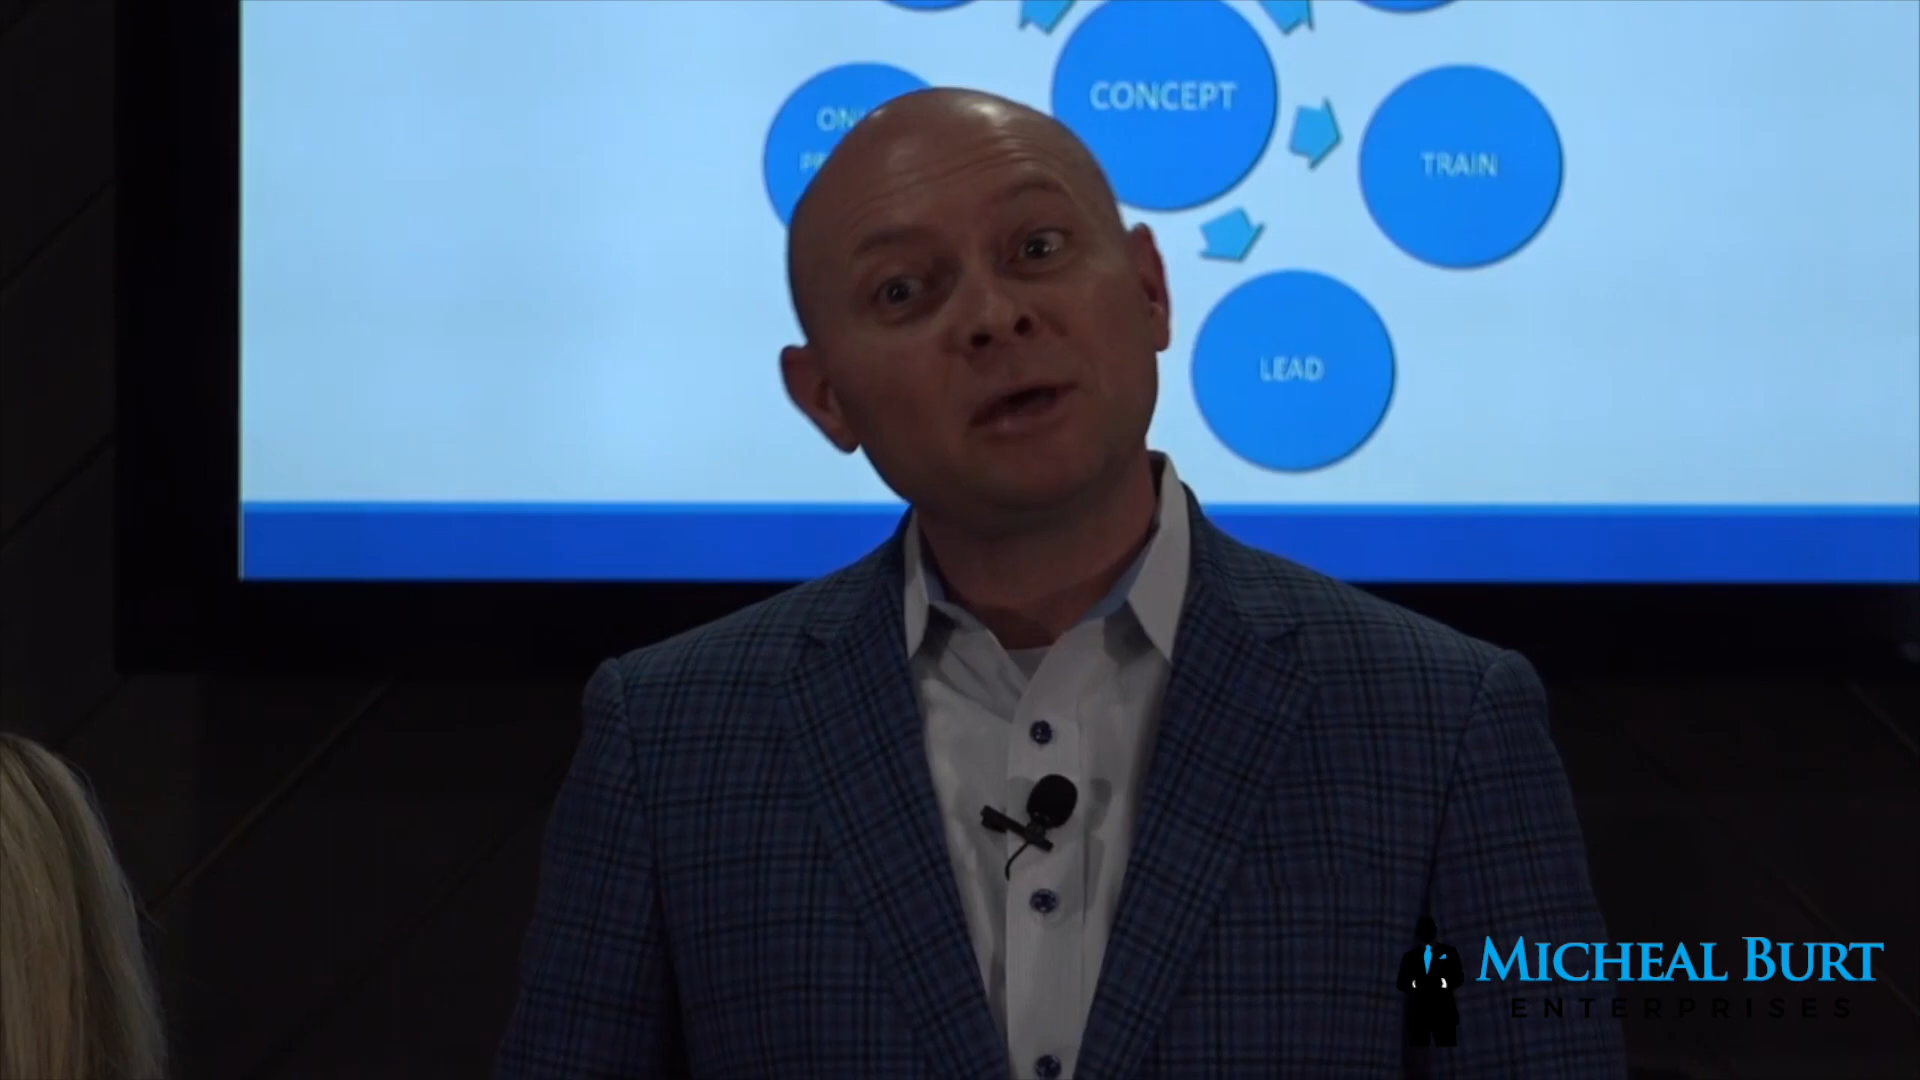 CONCEPT
TRAIN
LEAD
MICHEAL BURT
ENTERPRISES